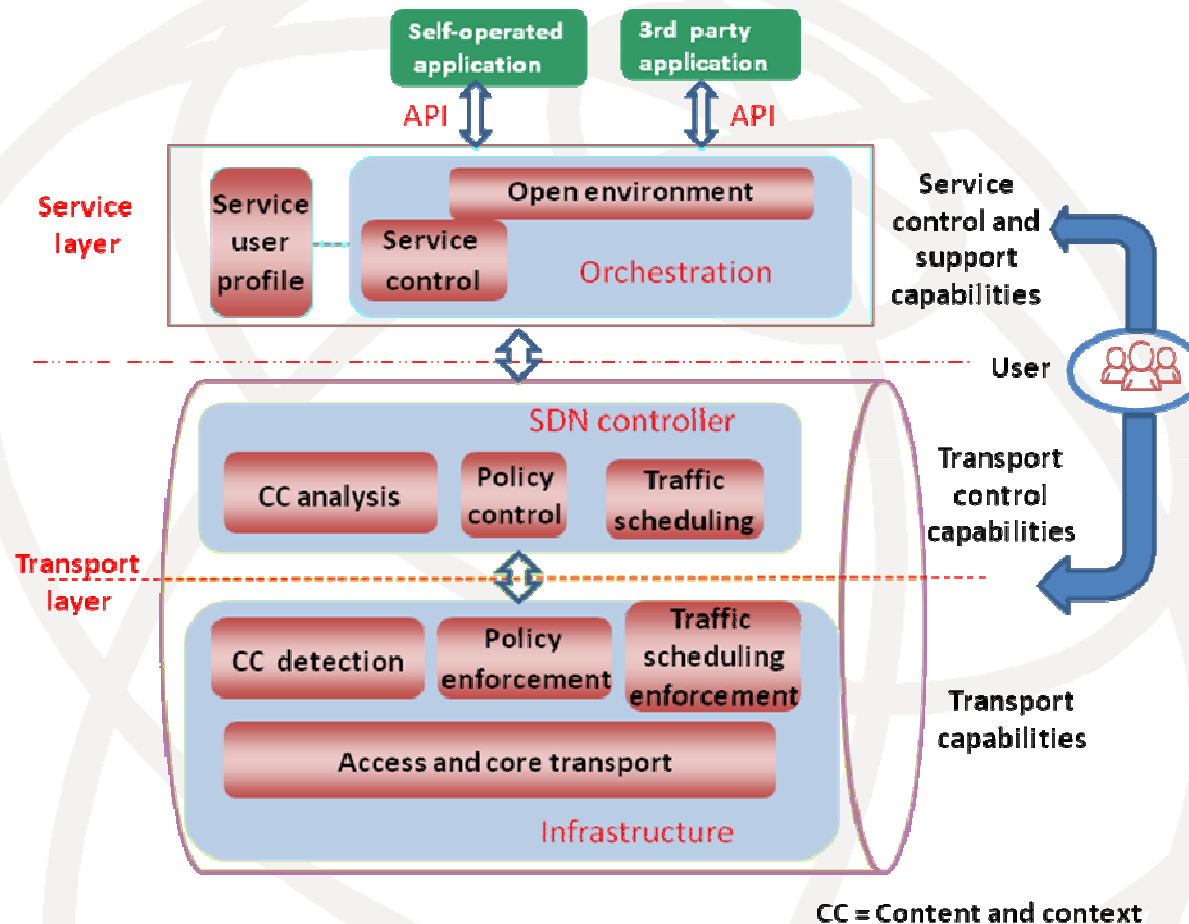 Self-operated
application
3rd party
application
API
API
Service
layer
Service
user
profile
Open environment
Service
control
Orchestration
Service
control and
support
capabilities
User
SDN controller
CC analysis
Policy
control
Traffic
scheduling
Transport
control
capabilities
Transport
layer
CC detection
Policy
enforcement
Traffic
scheduling
enforcement
Access and core transport
Infrastructure
Transport
capabilities
CC = Content and context